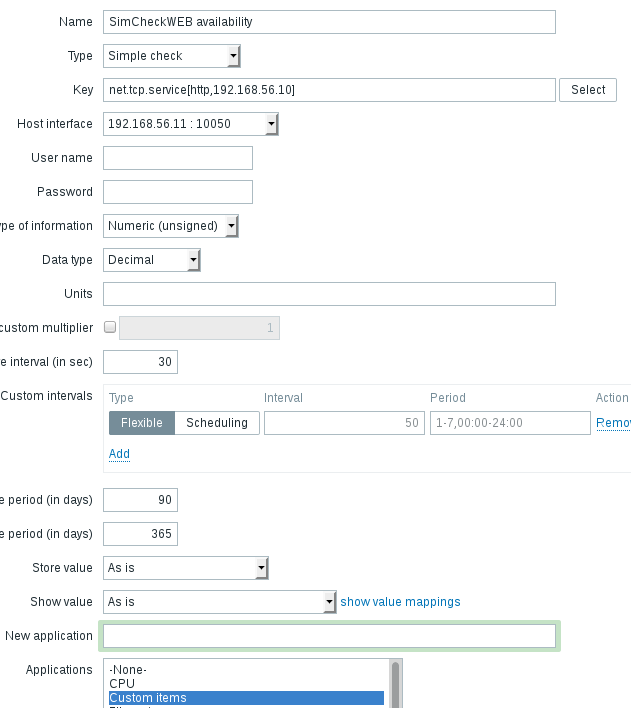 Name SimCheckWEB availability
Type Simple check
Key net.tcp.service[http,192.168.56.10] Select
Host interface 192.168.56.11 : 10050
User name
Password
pe of information Numeric (unsigned)
Data type Decimal
Units
custom multiplier 1
e interval (in sec) 30
Custom intervals Type Interval Period Action
Flexible Scheduling 50 1-7,00:00-24:00 Remov
Add
e period (in days) 90
e period (in days) 365
Store value As is
Show value As is show value mappings
New application
Applications -None-
CPU
Custom items